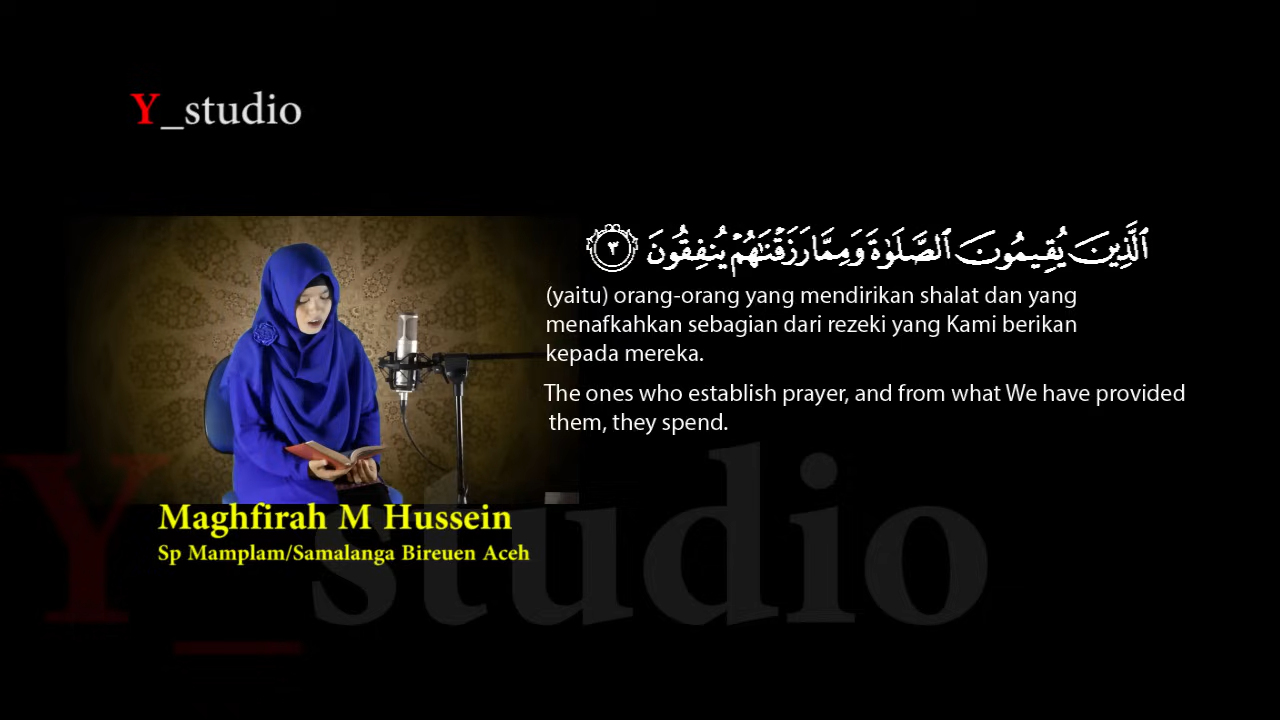 Y_studio
ٱلَّذِينَ يُقِيمُونَ ٱلصَّلَوٰةَ وَمِمَّا رَزَقْنَـٰهُمْ يُنفِقُونَ ٣
(yaitu) orang-orang yang mendirikan shalat dan yang
menafkahkan sebagian dari rezeki yang Kami berikan
kepada mereka.
The ones who establish prayer, and from what We have provided
them, they spend.
Maghfirah M Hussein
Sp Mamplam/Samalanga Bireuen Aceh
Y_studio